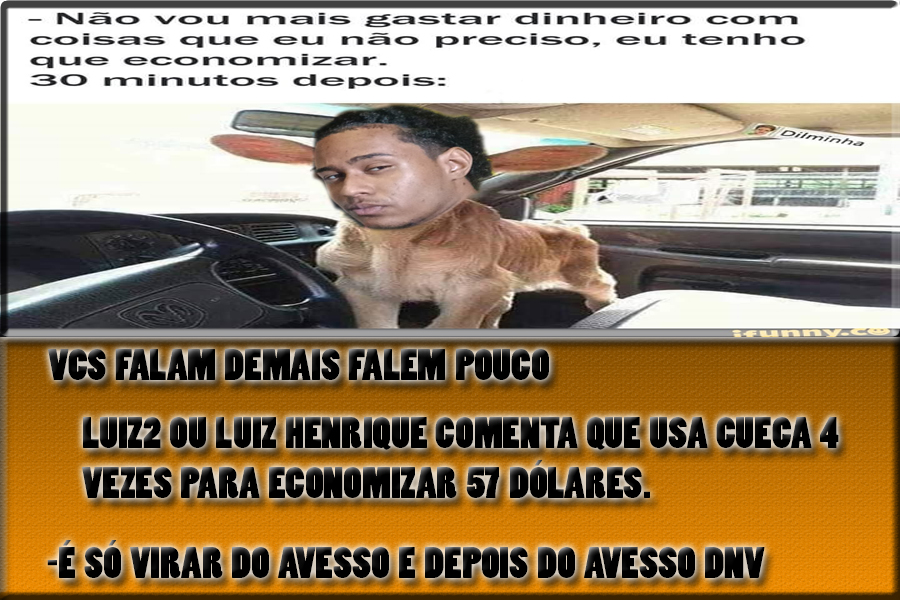 - Não vou mais gastar dinheiro com
coisas que eu não preciso, eu tenho
que economizar.
30 minutos depois:
Dilminha
ifunny.co
VCS FALAM DEMAIS FALEM POUCO
LUIZ2 OU LUIZ HENRIQUE COMENTA QUE USA CUECA 4
VEZES PARA ECONOMIZAR 57 DÓLARES.
-É SÓ VIRAR DO AVESSO E DEPOIS DO AVESSO DNV